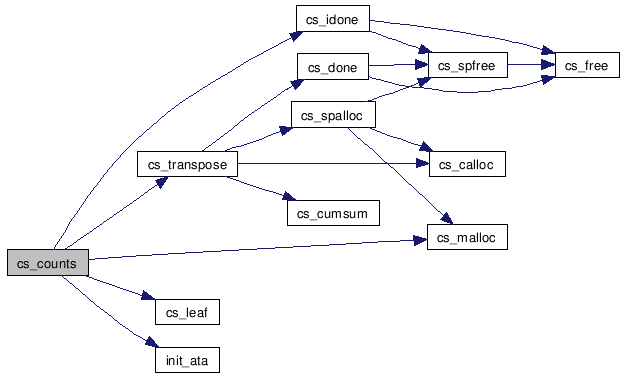 cs_idone
cs_done
cs_spfree
cs_free
cs_spalloc
cs_transpose
cs_calloc
cs_cumsum
cs_malloc
cs_counts
cs_leaf
init_ata